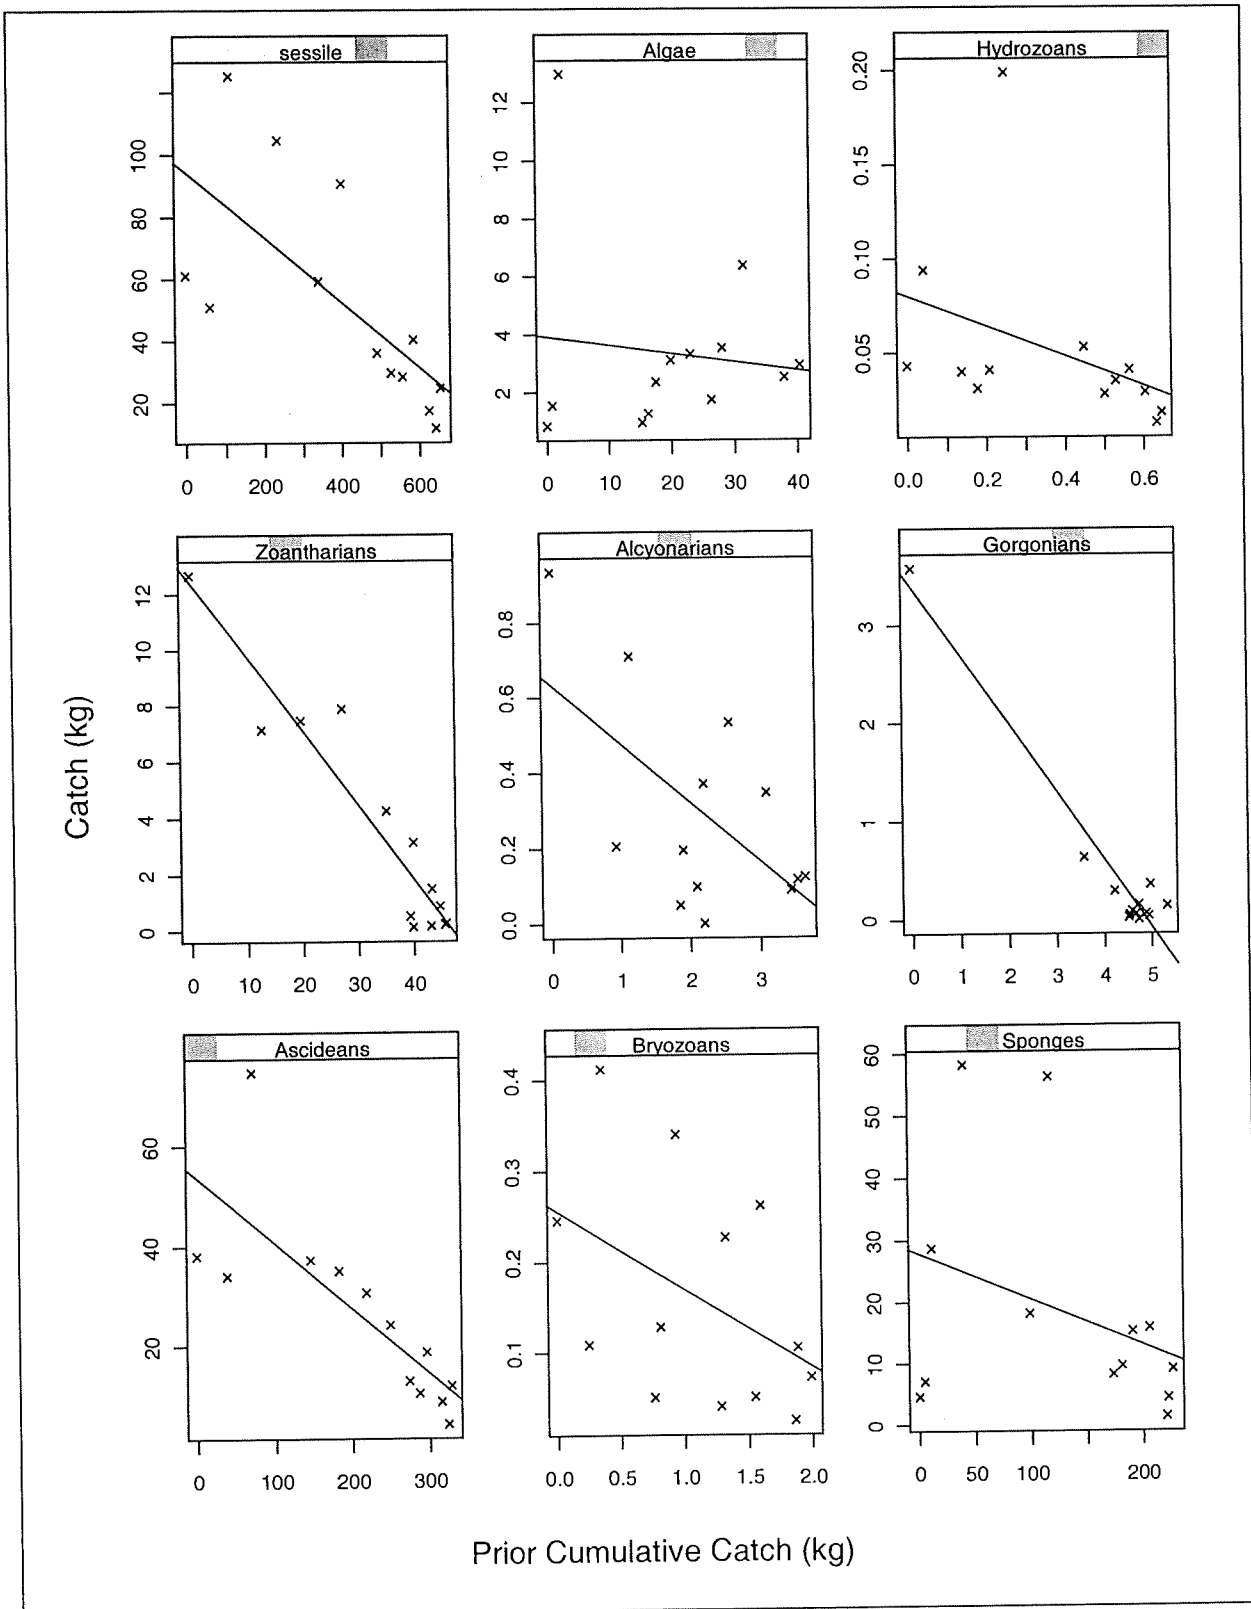 sessile
Algae
Hydrozoans
20
40
60
80
100
2
4
6
8
10
12
0.05
0.10
0.15
0.20
0 200 400 600
0 10 20 30 40
0.0 0.2 0.4 0.6
Zoantharians
Alcyonarians
Gorgonians
0
2
4
6
8
10
12
0.0
0.2
0.4
0.6
0.8
0
1
2
3
0 10 20 30 40
0 1 2 3
0 1 2 3 4 5
Catch (kg)
Ascideans
Bryozoans
Sponges
20
40
60
0.1
0.2
0.3
0.4
0
10
20
30
40
50
60
0 100 200 300
0.0 0.5 1.0 1.5 2.0
0 50 100 200
Prior Cumulative Catch (kg)